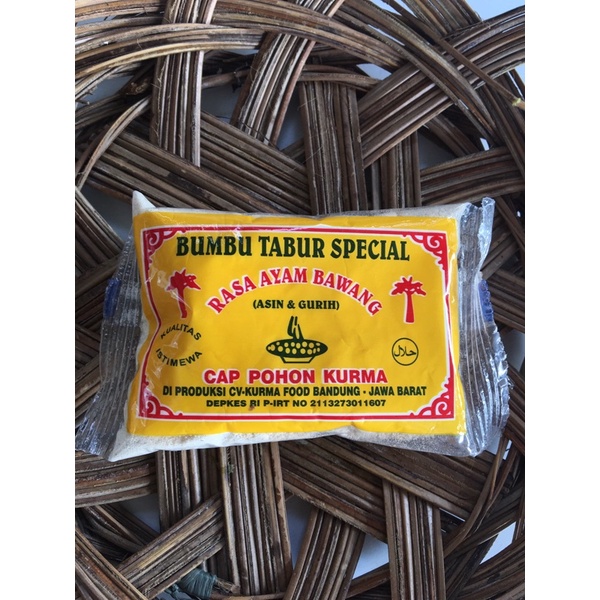 BUMBU TABUR SPECIAL
RASA AYAM BAWANG
(ASIN & GURIH)
KUALITAS
ISTIMEWA
حلال
CAP POHON KURMA
DI PRODUKSI CV-KURMA FOOD BANDUNG - JAWA BARAT
DEPKES RI P-IRT NO 2113273011607